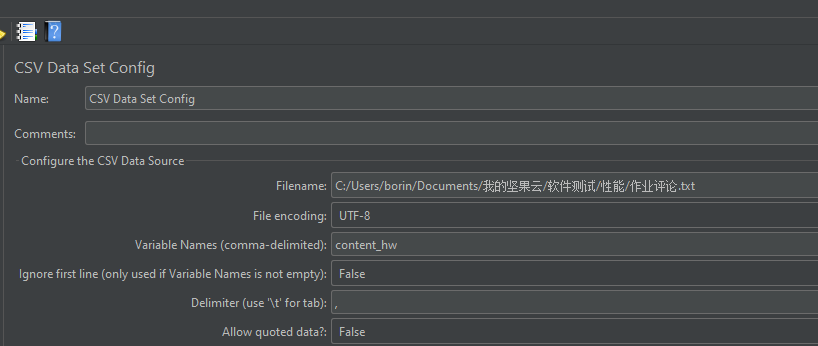 ?
CSV Data Set Config
Name: CSV Data Set Config
Comments:
Configure the CSV Data Source
Filename: C:/Users/borin/Documents/我的坚果云/软件测试/性能/作业评论.txt
File encoding: UTF-8
Variable Names (comma-delimited): content_hw
Ignore first line (only used if Variable Names is not empty): False
Delimiter (use '\t' for tab): ,
Allow quoted data?: False